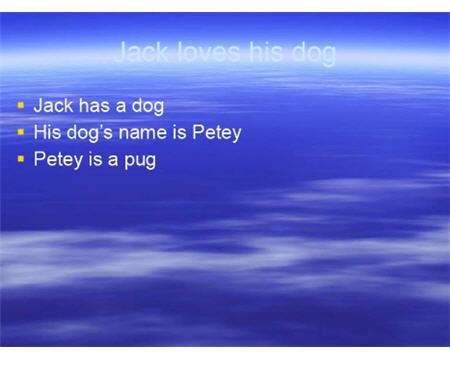 Jack loves his dog
Jack has a dog
His dog's name is Petey
Petey is a pug